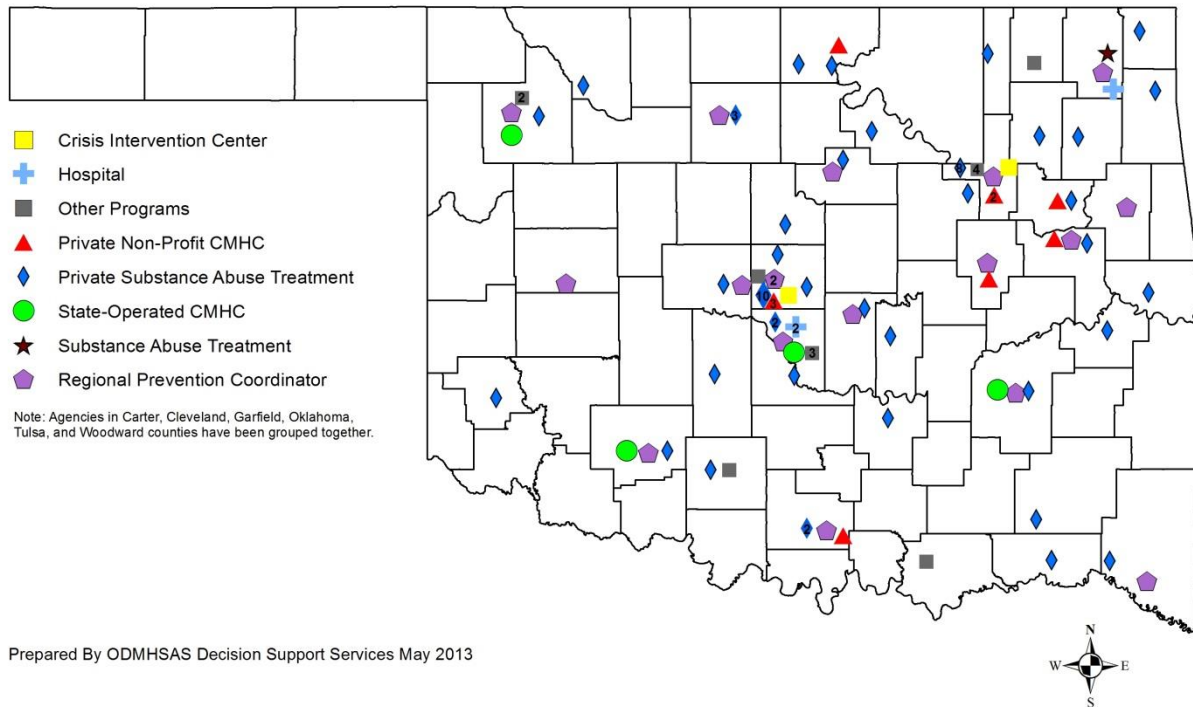 Crisis Intervention Center
Hospital
Other Programs
Private Non-Profit CMHC
Private Substance Abuse Treatment
State-Operated CMHC
Substance Abuse Treatment
Regional Prevention Coordinator
Note: Agencies in Carter, Cleveland, Garfield, Oklahoma,
Tulsa, and Woodward counties have been grouped together.
2
3
4
2
2
10
3
2
2
3
2
Prepared By ODMHSAS Decision Support Services May 2013
N
W E
S